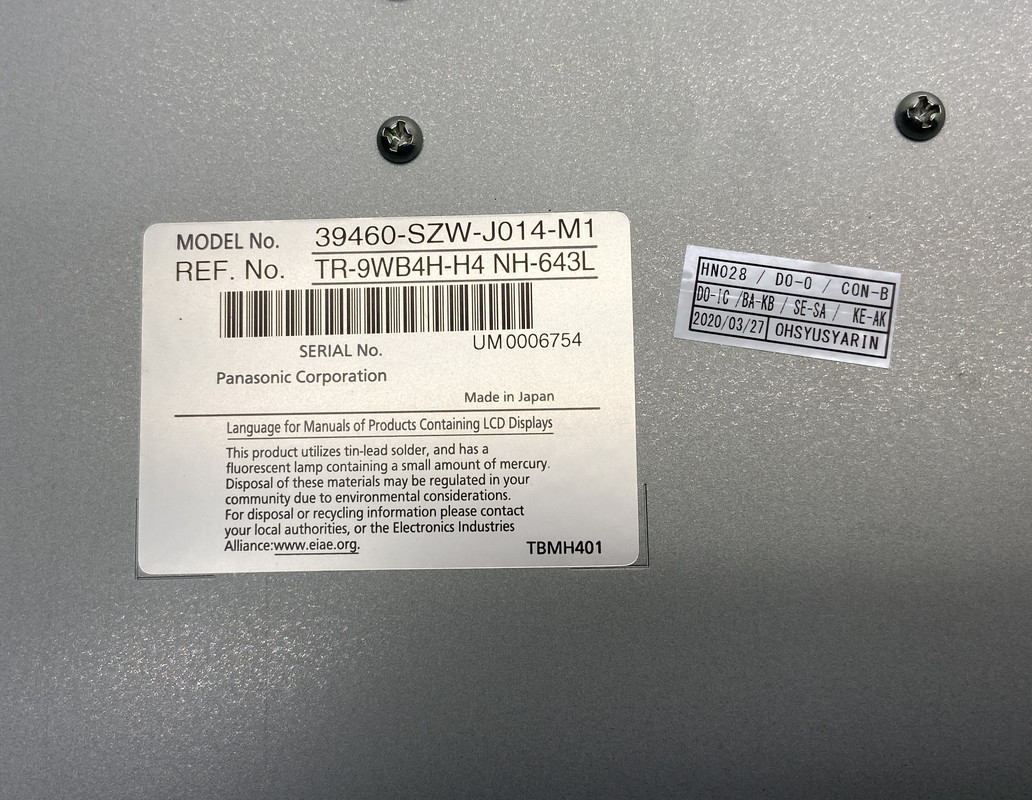 MODEL No. 39460-SZW-J014-M1
REF. No. TR-9WB4H-H4 NH-643L
SERIAL No. UM0006754
Panasonic Corporation
Made in Japan
Language for Manuals of Products Containing LCD Displays
This product utilizes tin-lead solder, and has a
fluorescent lamp containing a small amount of mercury.
Disposal of these materials may be regulated in your
community due to environmental considerations.
For disposal or recycling information please contact
your local authorities, or the Electronics Industries
Alliance:www.eiae.org.
TBMH401
HN028 / DO-O / CON-B
DO-IC /BA-KB / SE-SA / KE-AK
2020/03/27 OHSYUSYARIN